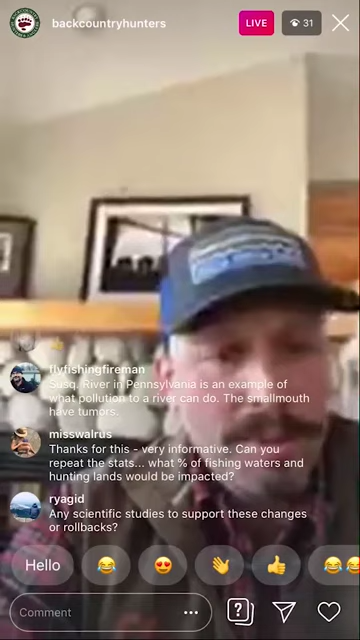 backcountryhunters
LIVE
31
flyfishingfireman
Susq. River in Pennsylvania is an example of
what pollution to a river can do. The smallmouth
have tumors.
misswalrus
Thanks for this - very informative. Can you
repeat the stats... what % of fishing waters and
hunting lands would be impacted?
ryagid
Any scientific studies to support these changes
or rollbacks?
Hello
Comment